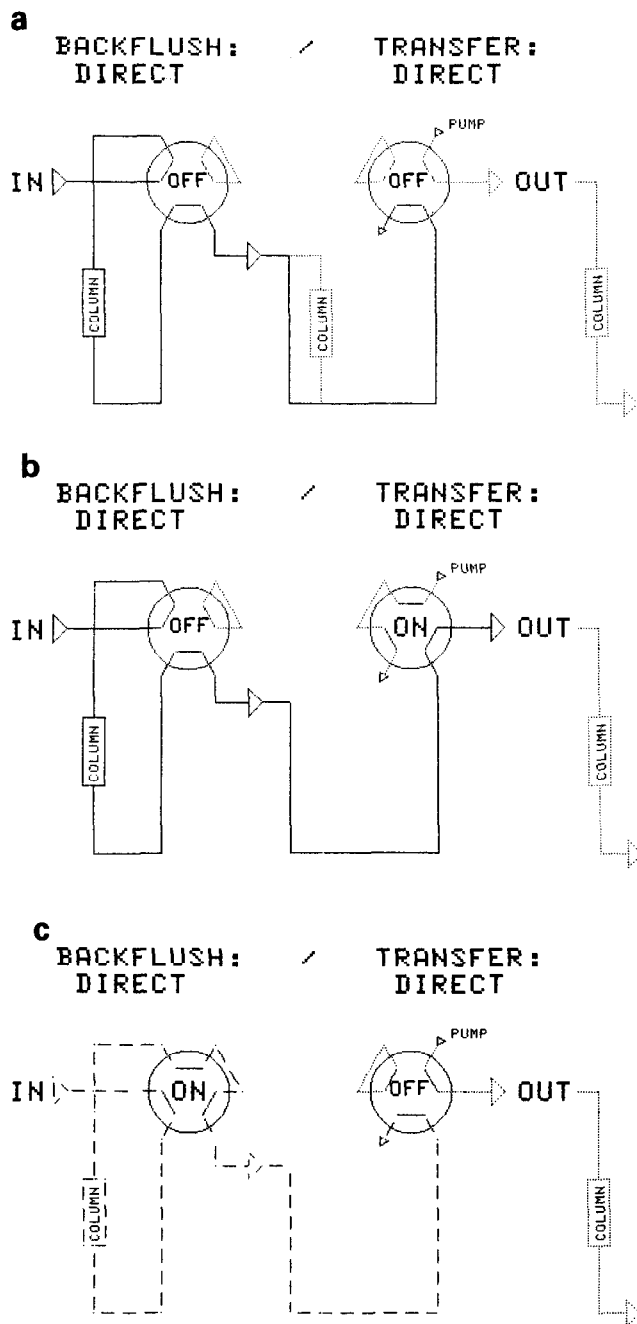 a
BACKFLUSH: / TRANSFER:
DIRECT DIRECT
PUMP
IN OFF OFF OUT
COLUMN COLUMN COLUMN
b
BACKFLUSH: / TRANSFER:
DIRECT DIRECT
PUMP
IN OFF ON OUT
COLUMN COLUMN
c
BACKFLUSH: / TRANSFER:
DIRECT DIRECT
PUMP
IN ON OFF OUT
COLUMN COLUMN